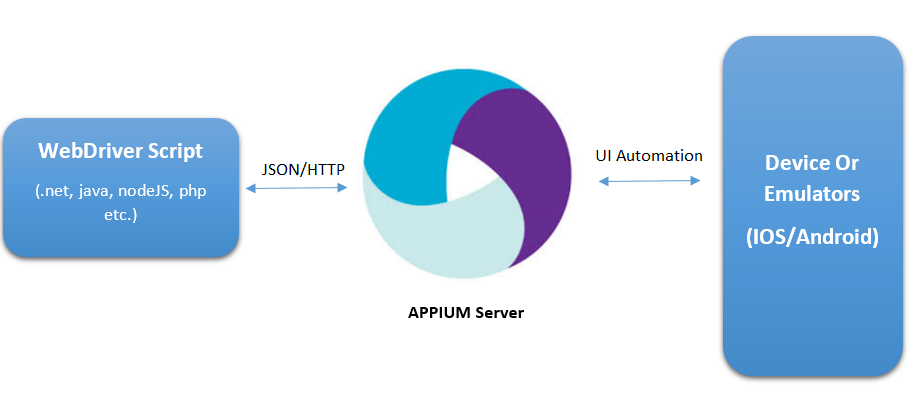 WebDriver Script
(.net, java, nodeJS, php
etc.)
JSON/HTTP
APPIUM Server
UI Automation
Device Or
Emulators
(IOS/Android)